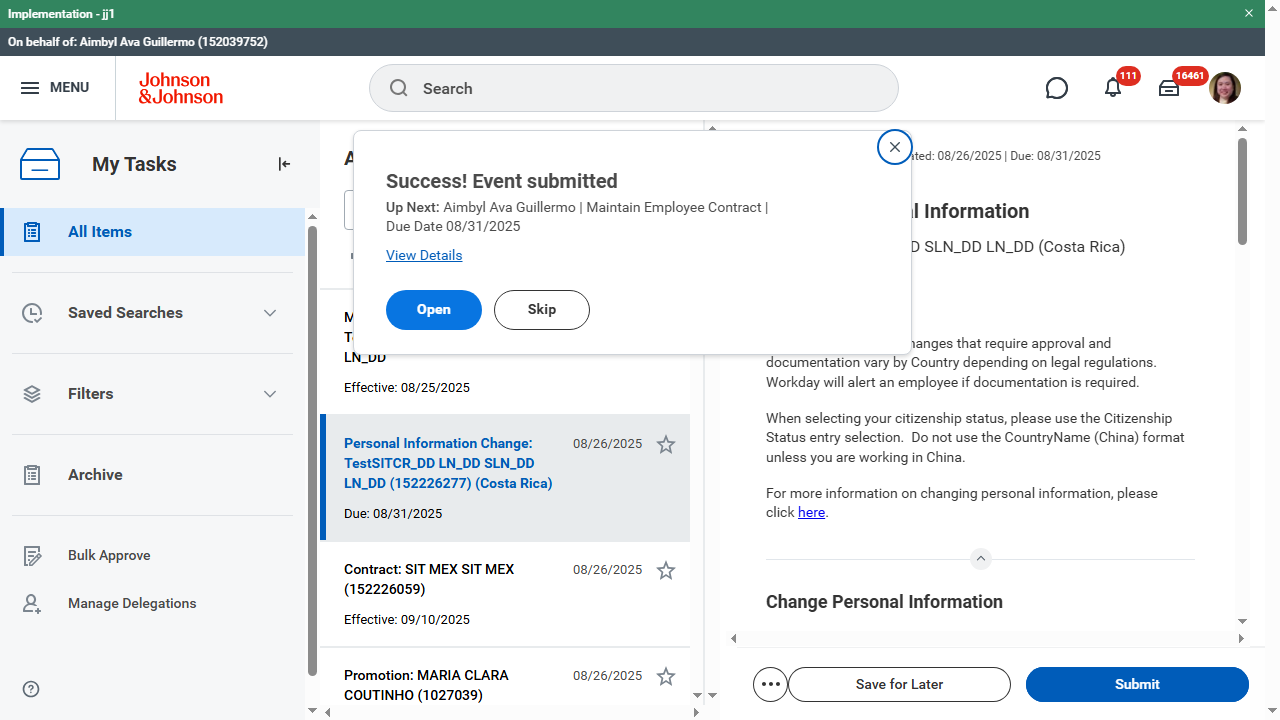 Implementation - jj1
On behalf of: Aimbyl Ava Guillermo (152039752)
MENU
Johnson
&Johnson
Search
111
16461
My Tasks
All Items
Saved Searches
Filters
Archive
Bulk Approve
Manage Delegations
Success! Event submitted
Up Next: Aimbyl Ava Guillermo | Maintain Employee Contract |
Due Date 08/31/2025
View Details
Open
Skip
LN_DD
Effective: 08/25/2025
Personal Information Change:
TestSITCR_DD LN_DD SLN_DD
LN_DD (152226277) (Costa Rica)
08/26/2025
Due: 08/31/2025
Contract: SIT MEX SIT MEX
(152226059)
08/26/2025
Effective: 09/10/2025
Promotion: MARIA CLARA
COUTINHO (1027039)
08/26/2025
08/26/2025 | Due: 08/31/2025
Information
SLN_DD LN_DD (Costa Rica)
that require approval and
documentation vary by Country depending on legal regulations.
Workday will alert an employee if documentation is required.
When selecting your citizenship status, please use the Citizenship
Status entry selection. Do not use the CountryName (China) format
unless you are working in China.
For more information on changing personal information, please
click here.
Change Personal Information
Save for Later
Submit